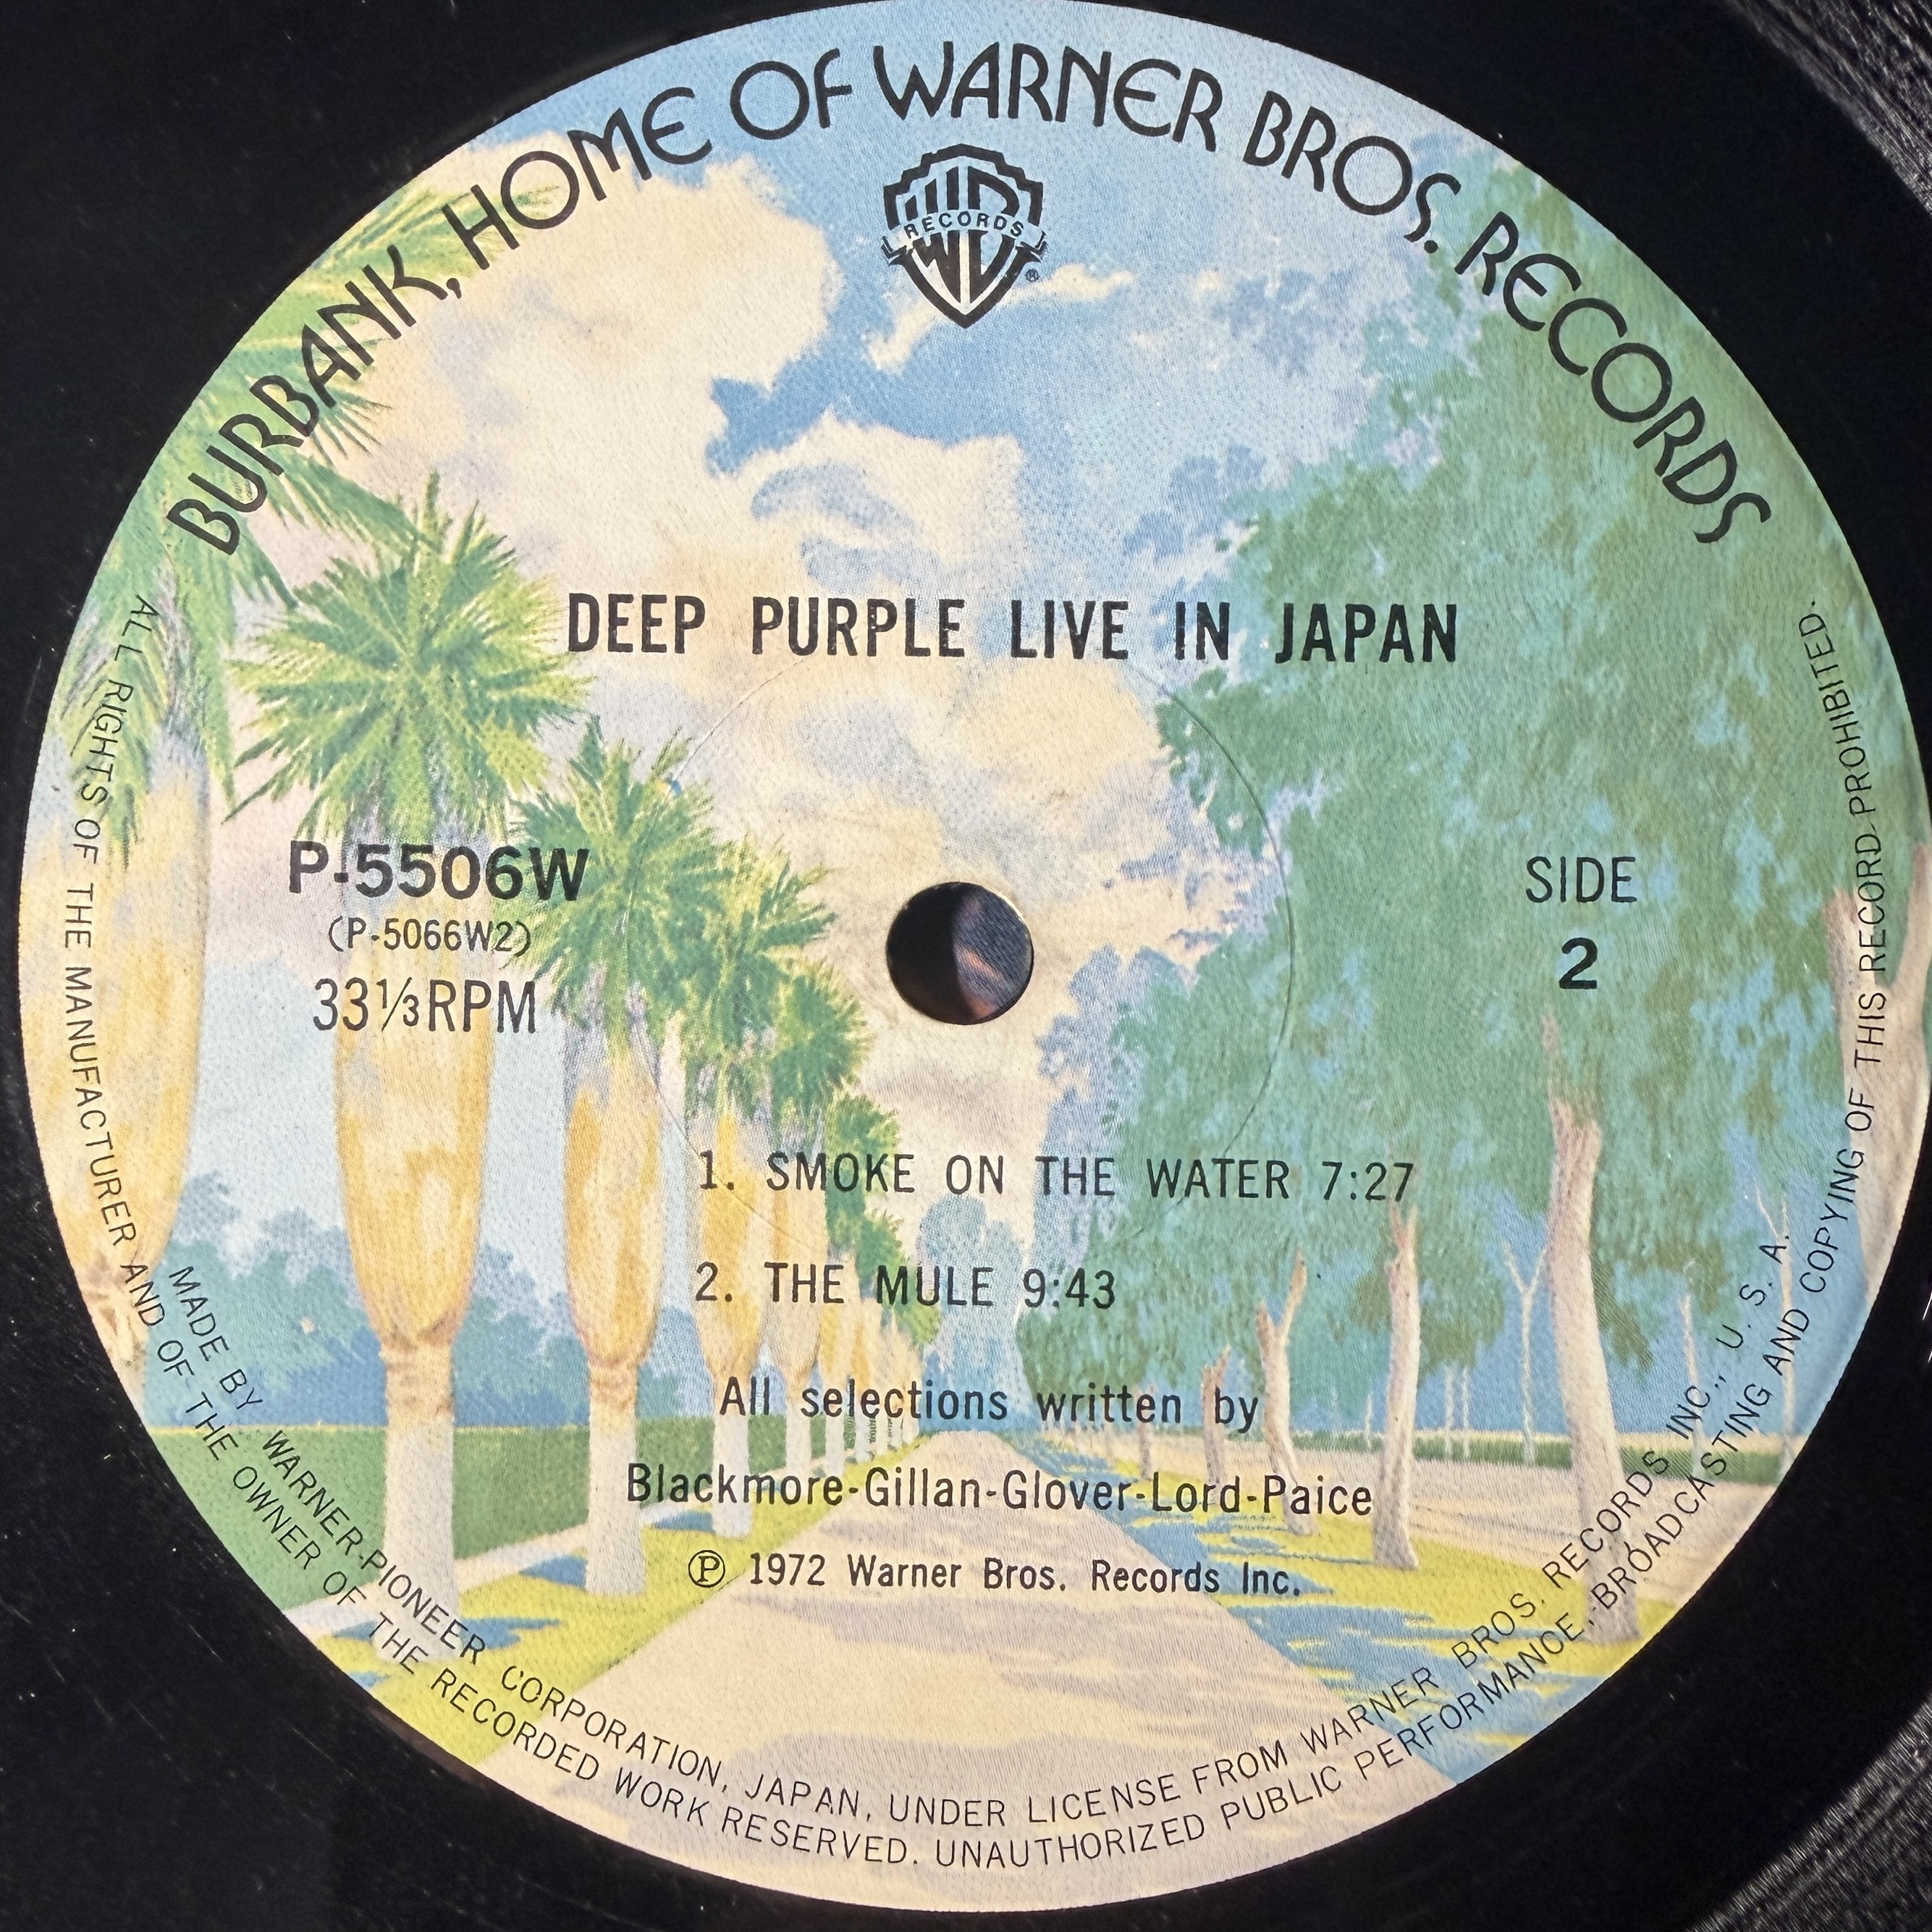 BURBANK, HOME OF WARNER BROS. RECORDS
WB
RECORDS
®
DEEP PURPLE LIVE IN JAPAN
P-5506W
(P-5066W2)
33⅓RPM
SIDE
2
1. SMOKE ON THE WATER 7:27
2. THE MULE 9:43
All selections written by
Blackmore-Gillan-Glover-Lord-Paice
Ⓟ 1972 Warner Bros. Records Inc.
MADE BY WARNER-PIONEER CORPORATION, JAPAN, UNDER LICENSE FROM WARNER BROS. RECORDS INC., U. S. A.
ALL RIGHTS OF THE MANUFACTURER AND OF THE OWNER OF THE RECORDED WORK RESERVED. UNAUTHORIZED PUBLIC PERFORMANCE, BROADCASTING AND COPYING OF THIS RECORD PROHIBITED.